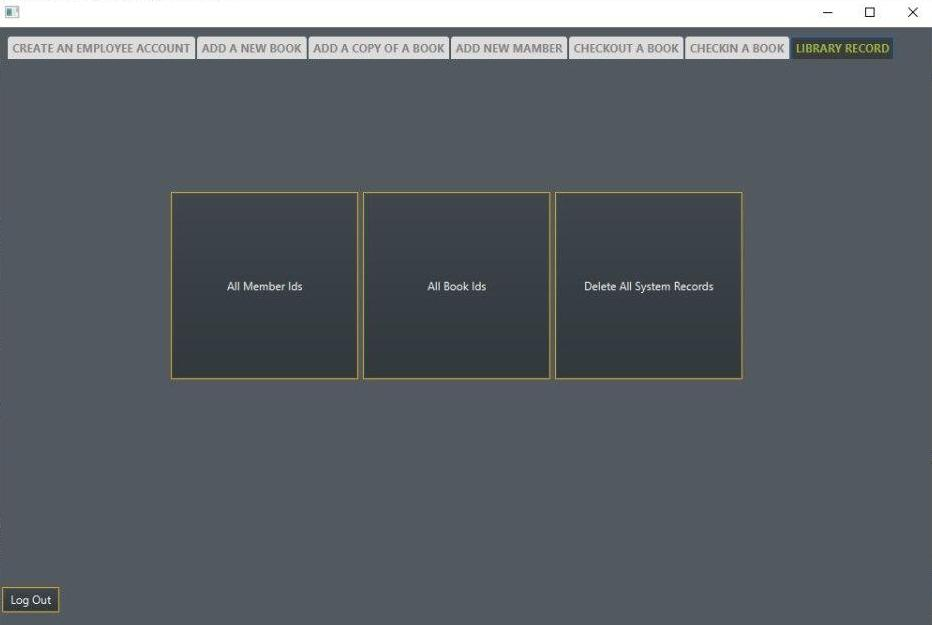 CREATE AN EMPLOYEE ACCOUNT ADD A NEW BOOK ADD A COPY OF A BOOK ADD NEW MAMBER CHECKOUT A BOOK CHECKIN A BOOK LIBRARY RECORD
All Member Ids All Book Ids Delete All System Records
Log Out